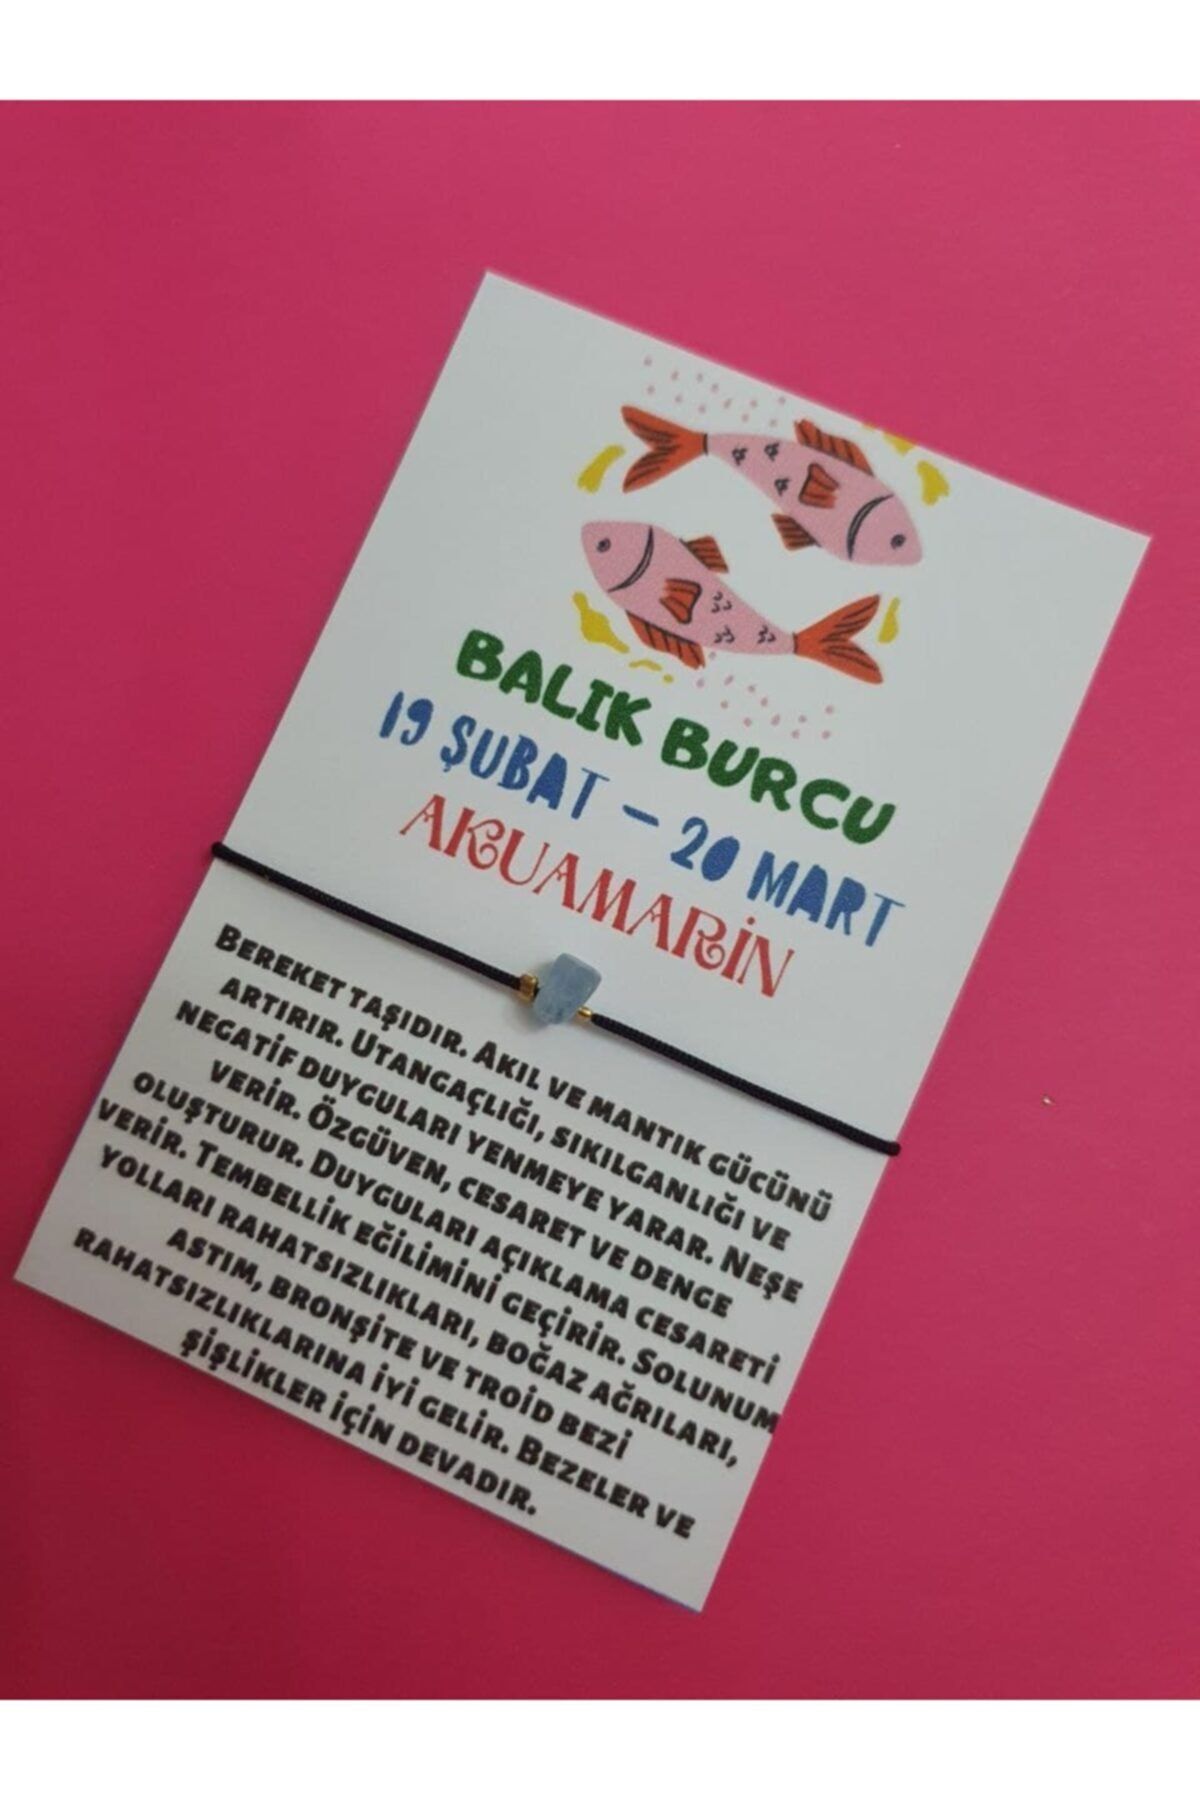 BALIK BURCU
19 ŞUBAT – 20 MART
AKUAMARİN
BEREKET TAŞIDIR. AKIL VE MANTIK GÜCÜNÜ
ARTIRIR. UTANGAÇLIĞI, SIKILGANLIĞI VE
NEGATİF DUYGULARI YENMEYE YARAR. NEŞE
VERİR. ÖZGÜVEN, CESARET VE DENGE
OLUŞTURUR. DUYGULARI AÇIKLAMA CESARETİ
VERİR. TEMBELLİK EĞİLİMİNİ GEÇİRİR. SOLUNUM
YOLLARI RAHATSIZLIKLARI, BOĞAZ AĞRILARI,
ASTIM, BRONŞİTE VE TROİD BEZİ
RAHATSIZLIKLARINA İYİ GELİR. BEZELER VE
ŞİŞLİKLER İÇİN DEVADIR.